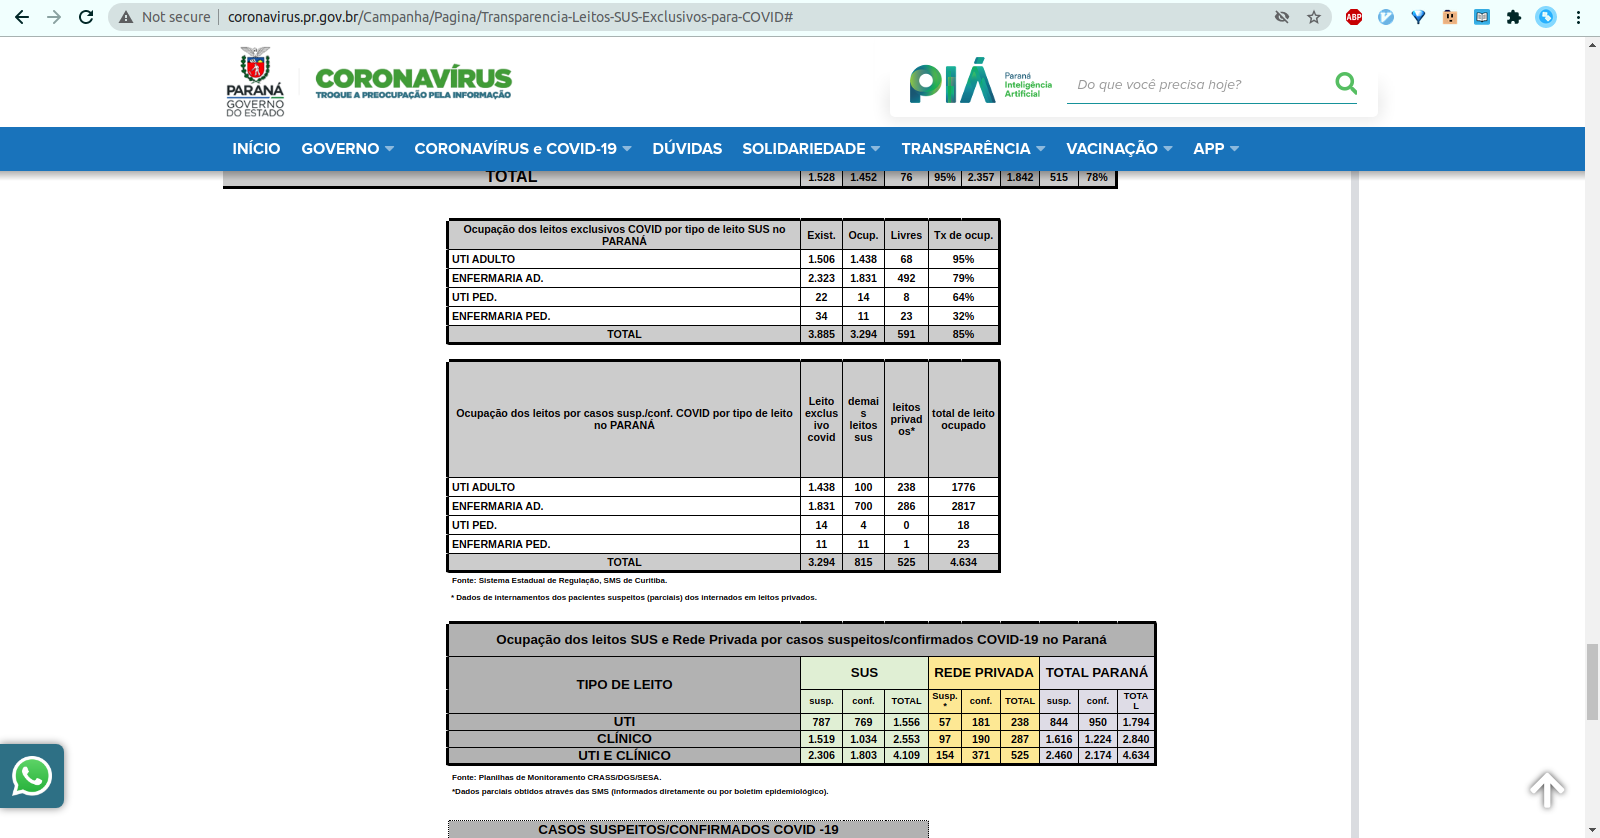 Not secure | coronavirus.pr.gov.br/Campanha/Pagina/Transparencia-Leitos-SUS-Exclusivos-para-COVID#
ABP
PARANÁ
GOVERNO
DO ESTADO
CORONAVÍRUS
TROQUE A PREOCUPAÇÃO PELA INFORMAÇÃO
PIÁ
Paraná
Inteligência
Artificial
Do que você precisa hoje?
INÍCIO GOVERNO CORONAVÍRUS e COVID-19 DÚVIDAS SOLIDARIEDADE TRANSPARÊNCIA VACINAÇÃO APP
TOTAL 1.528 1.452 76 95% 2.357 1.842 515 78%
Ocupação dos leitos exclusivos COVID por tipo de leito SUS no
PARANÁ
Exist. Ocup. Livres Tx de ocup.
UTI ADULTO 1.506 1.438 68 95%
ENFERMARIA AD. 2.323 1.831 492 79%
UTI PED. 22 14 8 64%
ENFERMARIA PED. 34 11 23 32%
TOTAL 3.885 3.294 591 85%
Ocupação dos leitos por casos susp./conf. COVID por tipo de leito
no PARANÁ
Leito
exclus
ivo
covid
demai
s
leitos
sus
leitos
privad
os*
total de leito
ocupado
UTI ADULTO 1.438 100 238 1776
ENFERMARIA AD. 1.831 700 286 2817
UTI PED. 14 4 0 18
ENFERMARIA PED. 11 11 1 23
TOTAL 3.294 815 525 4.634
Fonte: Sistema Estadual de Regulação, SMS de Curitiba.
* Dados de internamentos dos pacientes suspeitos (parciais) dos internados em leitos privados.
Ocupação dos leitos SUS e Rede Privada por casos suspeitos/confirmados COVID-19 no Paraná
TIPO DE LEITO
SUS REDE PRIVADA TOTAL PARANÁ
susp. conf. TOTAL
Susp.
*
conf. TOTAL susp. conf.
TOTA
L
UTI 787 769 1.556 57 181 238 844 950 1.794
CLÍNICO 1.519 1.034 2.553 97 190 287 1.616 1.224 2.840
UTI E CLÍNICO 2.306 1.803 4.109 154 371 525 2.460 2.174 4.634
Fonte: Planilhas de Monitoramento CRASS/DGS/SESA.
*Dados parciais obtidos através das SMS (informados diretamente ou por boletim epidemiológico).
CASOS SUSPEITOS/CONFIRMADOS COVID -19